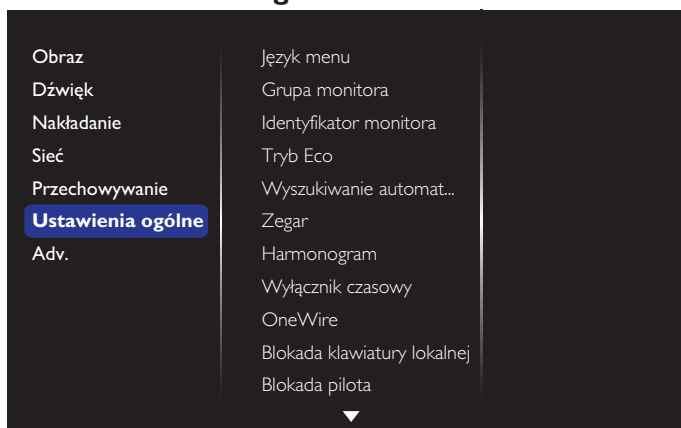 Obraz
Dźwięk
Nakładanie
Sieć
Przechowywanie
Ustawienia ogólne
Adv.
Język menu
Grupa monitora
Identyfikator monitora
Tryb Eco
Wyszukiwanie automat...
Zegar
Harmonogram
Wyłącznik czasowy
OneWire
Blokada klawiatury lokalnej
Blokada pilota